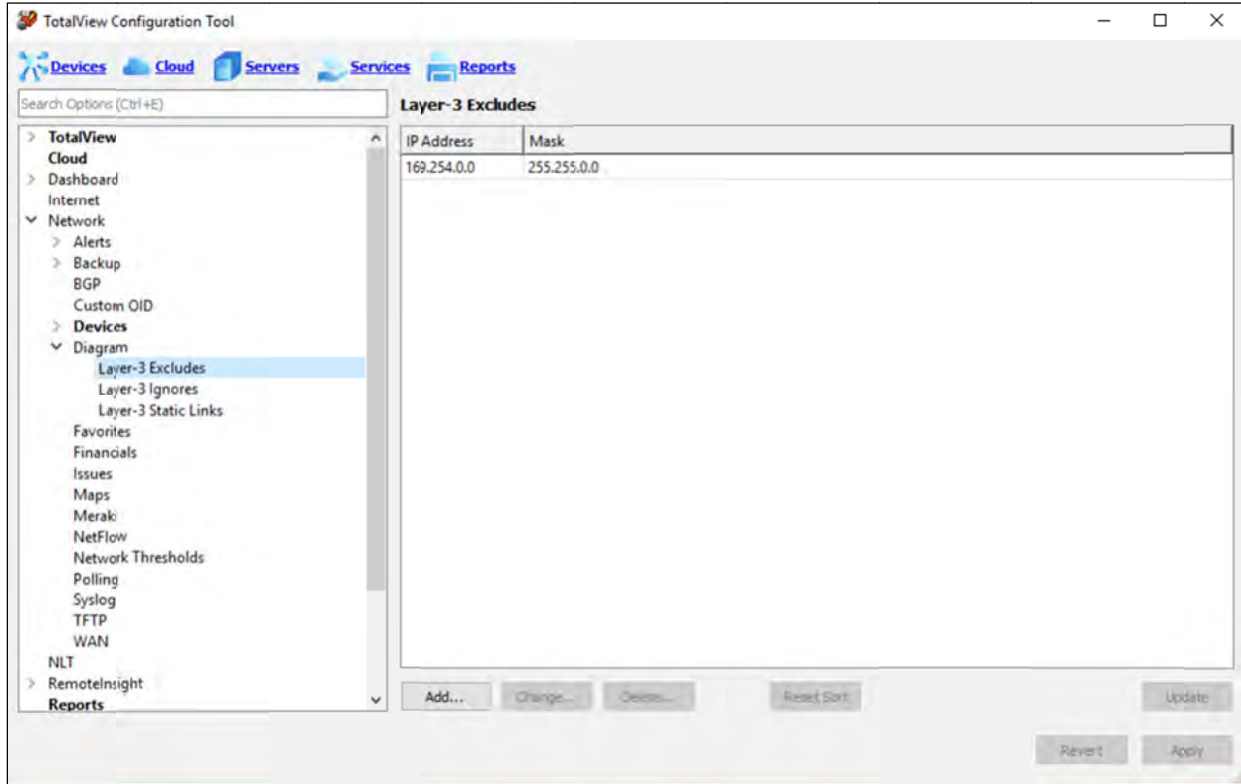 TotalView Configuration Tool
Devices Cloud Servers Services Reports
Search Options (Ctrl+E)
TotalView
Cloud
Dashboard
Internet
Network
Alerts
Backup
BGP
Custom OID
Devices
Diagram
Layer-3 Excludes
Layer-3 Ignores
Layer-3 Static Links
Favorites
Financials
Issues
Maps
Meraki
NetFlow
Network Thresholds
Polling
Syslog
TFTP
WAN
NLT
RemoteInsight
Reports
Layer-3 Excludes
IP Address Mask
169.254.0.0 255.255.0.0
Add... Change... Delete... Reset Sort Update
Revert Apply